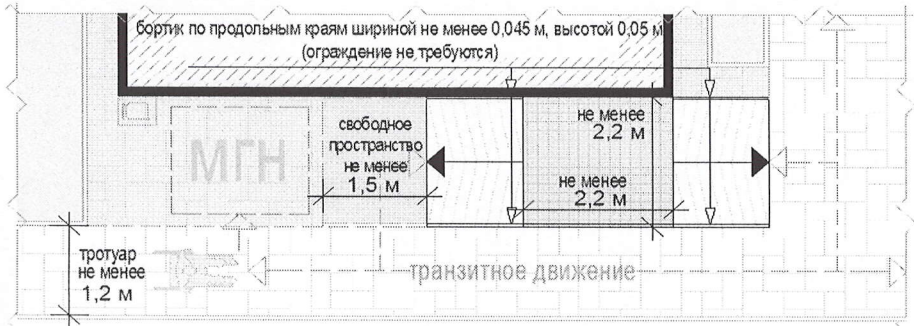 бортик по продольным краям шириной не менее 0,045 м, высотой 0,05 м
(ограждение не требуются)
МГН
свободное
пространство
не менее
1,5 м
не менее
2,2 м
не менее
2,2 м
тротуар
не менее
1,2 м
транзитное движение